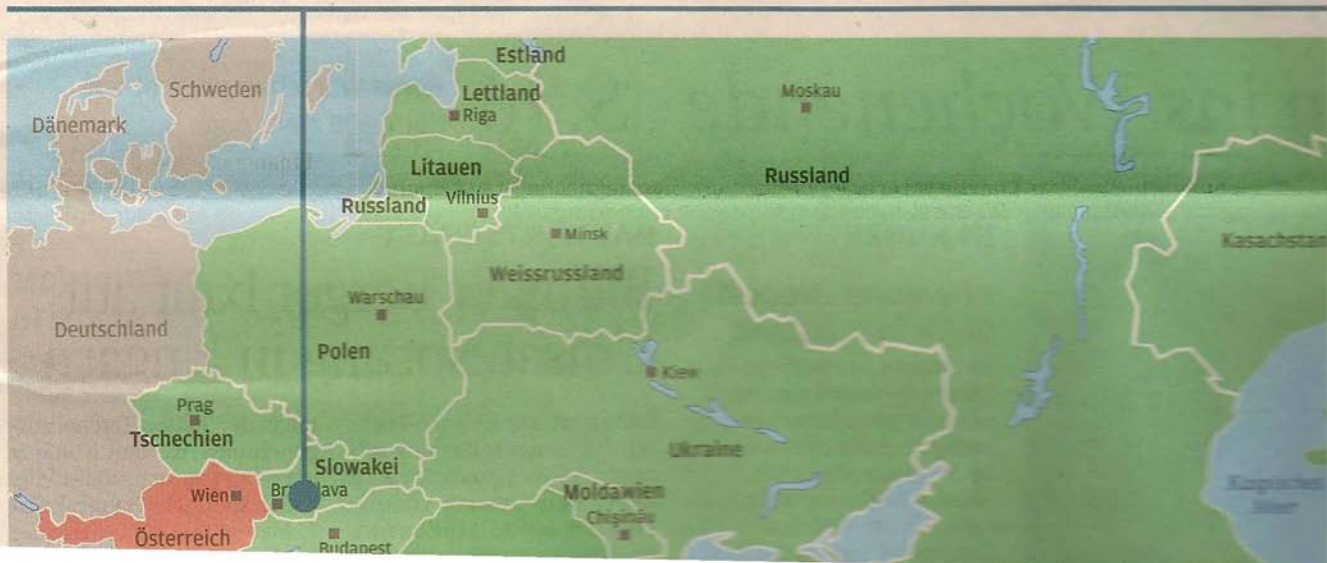 Estland
Schweden
Lettland
Moskau
Riga
Dänemark
Litauen
Russland
Vilnius
Russland
Minsk
Kasachstan
Weissrussland
Warschau
Deutschland
Polen
Kiew
Prag
Tschechien
Ukraine
Slowakei
Wien
Moldawien
Chişinău
Österreich
Budapest